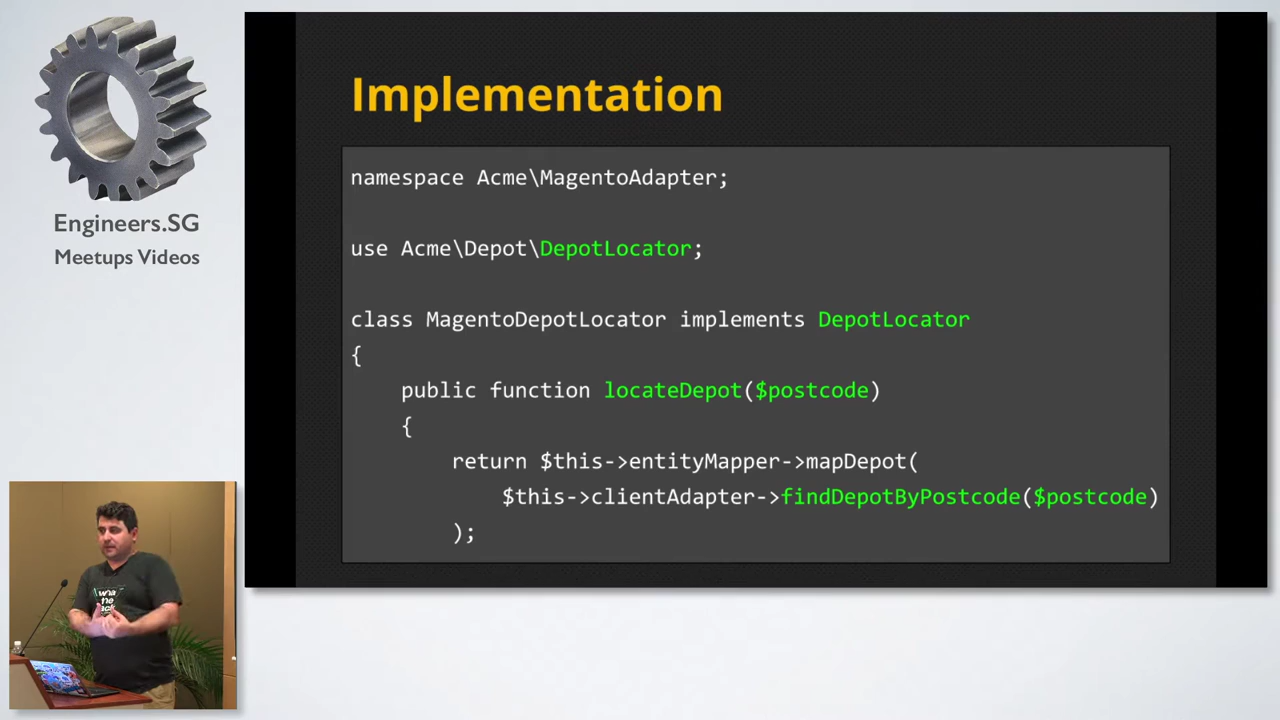 Engineers.SG
Meetups Videos
Implementation
namespace Acme\MagentoAdapter;
use Acme\Depot\DepotLocator;
class MagentoDepotLocator implements DepotLocator
{
public function locateDepot($postcode)
{
return $this->entityMapper->mapDepot(
$this->clientAdapter->findDepotByPostcode($postcode)
);
the